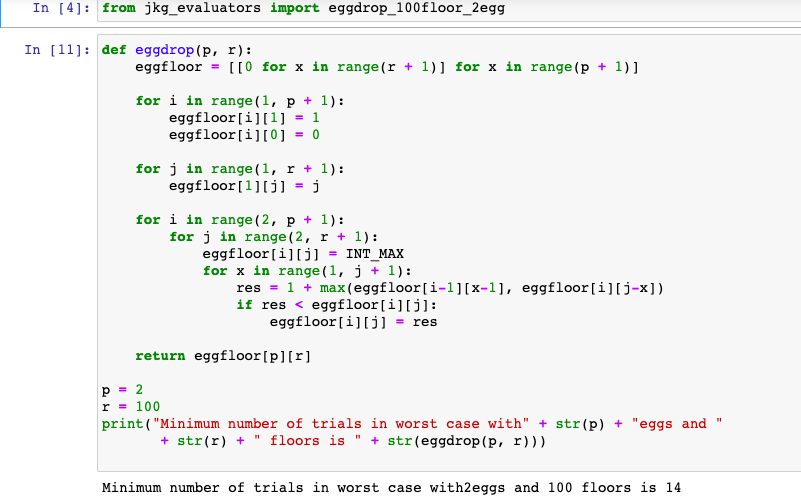 In [4]: from jkg_evaluators import eggdrop_100floor_2egg
In [11]: def eggdrop(p, r):
    eggfloor = [[0 for x in range(r + 1)] for x in range(p + 1)]

    for i in range(1, p + 1):
        eggfloor[i][1] = 1
        eggfloor[i][0] = 0

    for j in range(1, r + 1):
        eggfloor[1][j] = j

    for i in range(2, p + 1):
        for j in range(2, r + 1):
            eggfloor[i][j] = INT_MAX
            for x in range(1, j + 1):
                res = 1 + max(eggfloor[i-1][x-1], eggfloor[i][j-x])
                if res < eggfloor[i][j]:
                    eggfloor[i][j] = res

    return eggfloor[p][r]

p = 2
r = 100
print("Minimum number of trials in worst case with" + str(p) + "eggs and "
       + str(r) + " floors is " + str(eggdrop(p, r)))

Minimum number of trials in worst case with2eggs and 100 floors is 14